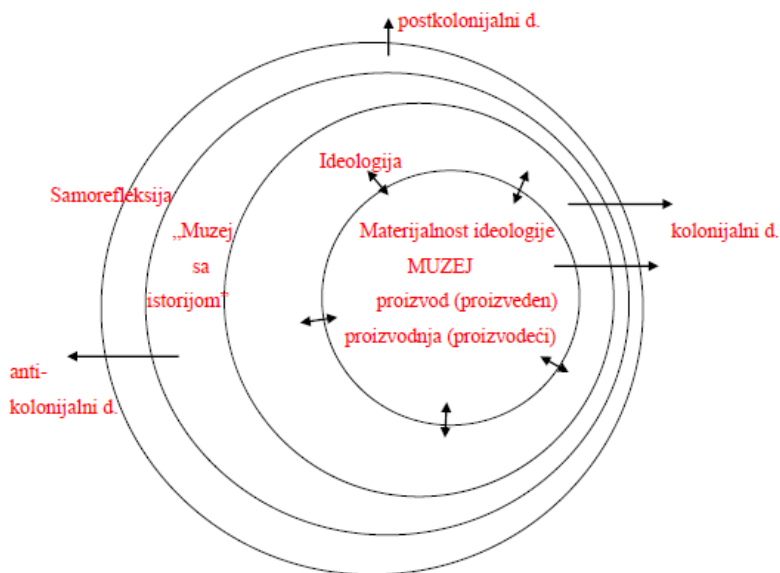 postkolonijalni d.
Ideologija
Samorefleksija
„Muzej
sa
istorijom”
Materijalnost ideologije
MUZEJ
proizvod (proizveden)
proizvodnja (proizvodeći)
kolonijalni d.
anti-
kolonijalni d.